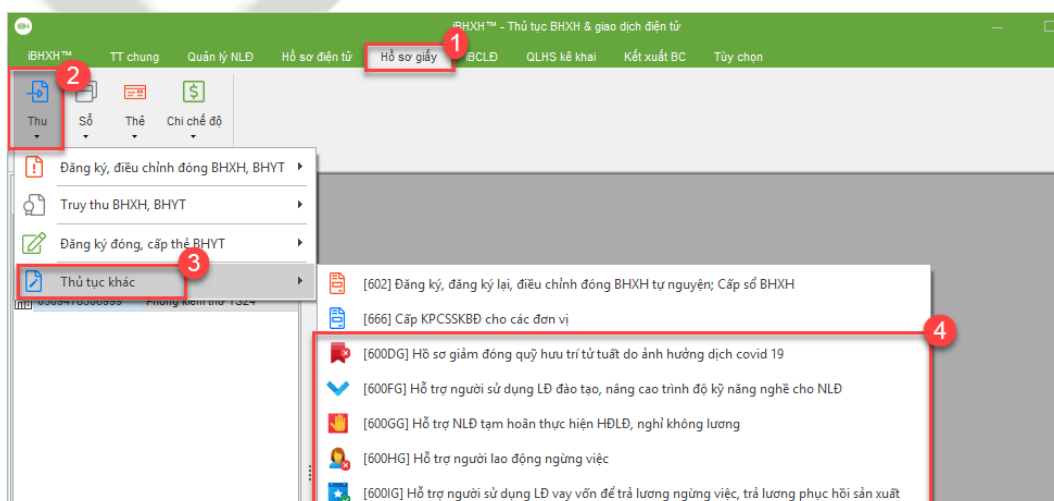 iBHXH™ - Thủ tục BHXH & giao dịch điện tử
iBHXH™ TT chung Quản lý NLĐ Hồ sơ điện tử Hồ sơ giấy BCLĐ QLHS kê khai Kết xuất BC Tùy chọn
1
2
Thu Sổ Thẻ Chi chế độ
Đăng ký, điều chỉnh đóng BHXH, BHYT
Truy thu BHXH, BHYT
Đăng ký đóng, cấp thẻ BHYT
3
Thủ tục khác
[602] Đăng ký, đăng ký lại, điều chỉnh đóng BHXH tự nguyện; Cấp sổ BHXH
[666] Cấp KPCSSKBĐ cho các đơn vị
4
[600DG] Hồ sơ giảm đóng quỹ hưu trí tử tuất do ảnh hưởng dịch covid 19
[600FG] Hỗ trợ người sử dụng LĐ đào tạo, nâng cao trình độ kỹ năng nghề cho NLĐ
[600GG] Hỗ trợ NLĐ tạm hoãn thực hiện HĐLĐ, nghỉ không lương
[600HG] Hỗ trợ người lao động ngừng việc
[600IG] Hỗ trợ người sử dụng LĐ vay vốn để trả lương ngừng việc, trả lương phục hồi sản xuất